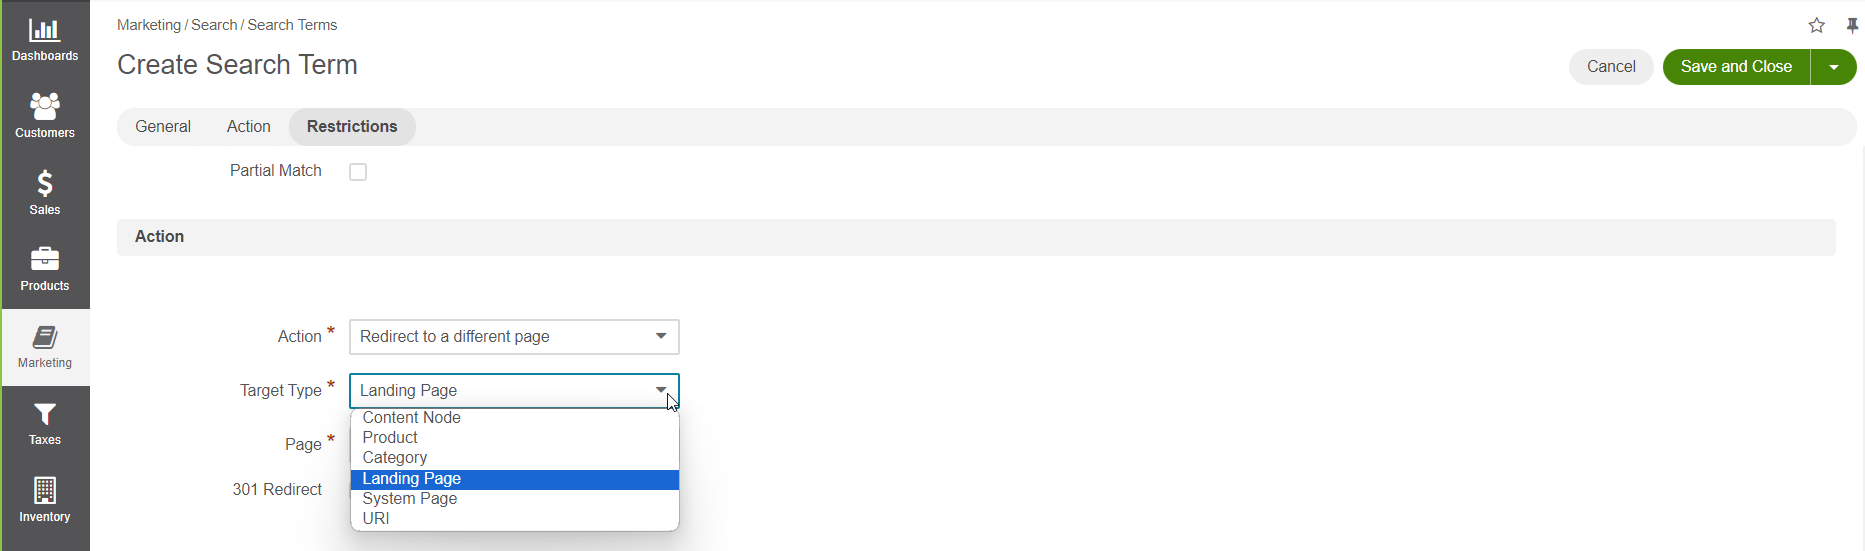 Dashboards
Customers
Sales
Products
Marketing
Taxes
Inventory
Marketing / Search / Search Terms
Create Search Term
Cancel
Save and Close
General Action Restrictions
Partial Match
Action
Action * Redirect to a different page
Target Type * Landing Page
Content Node
Product
Category
Landing Page
System Page
URI
Page *
301 Redirect